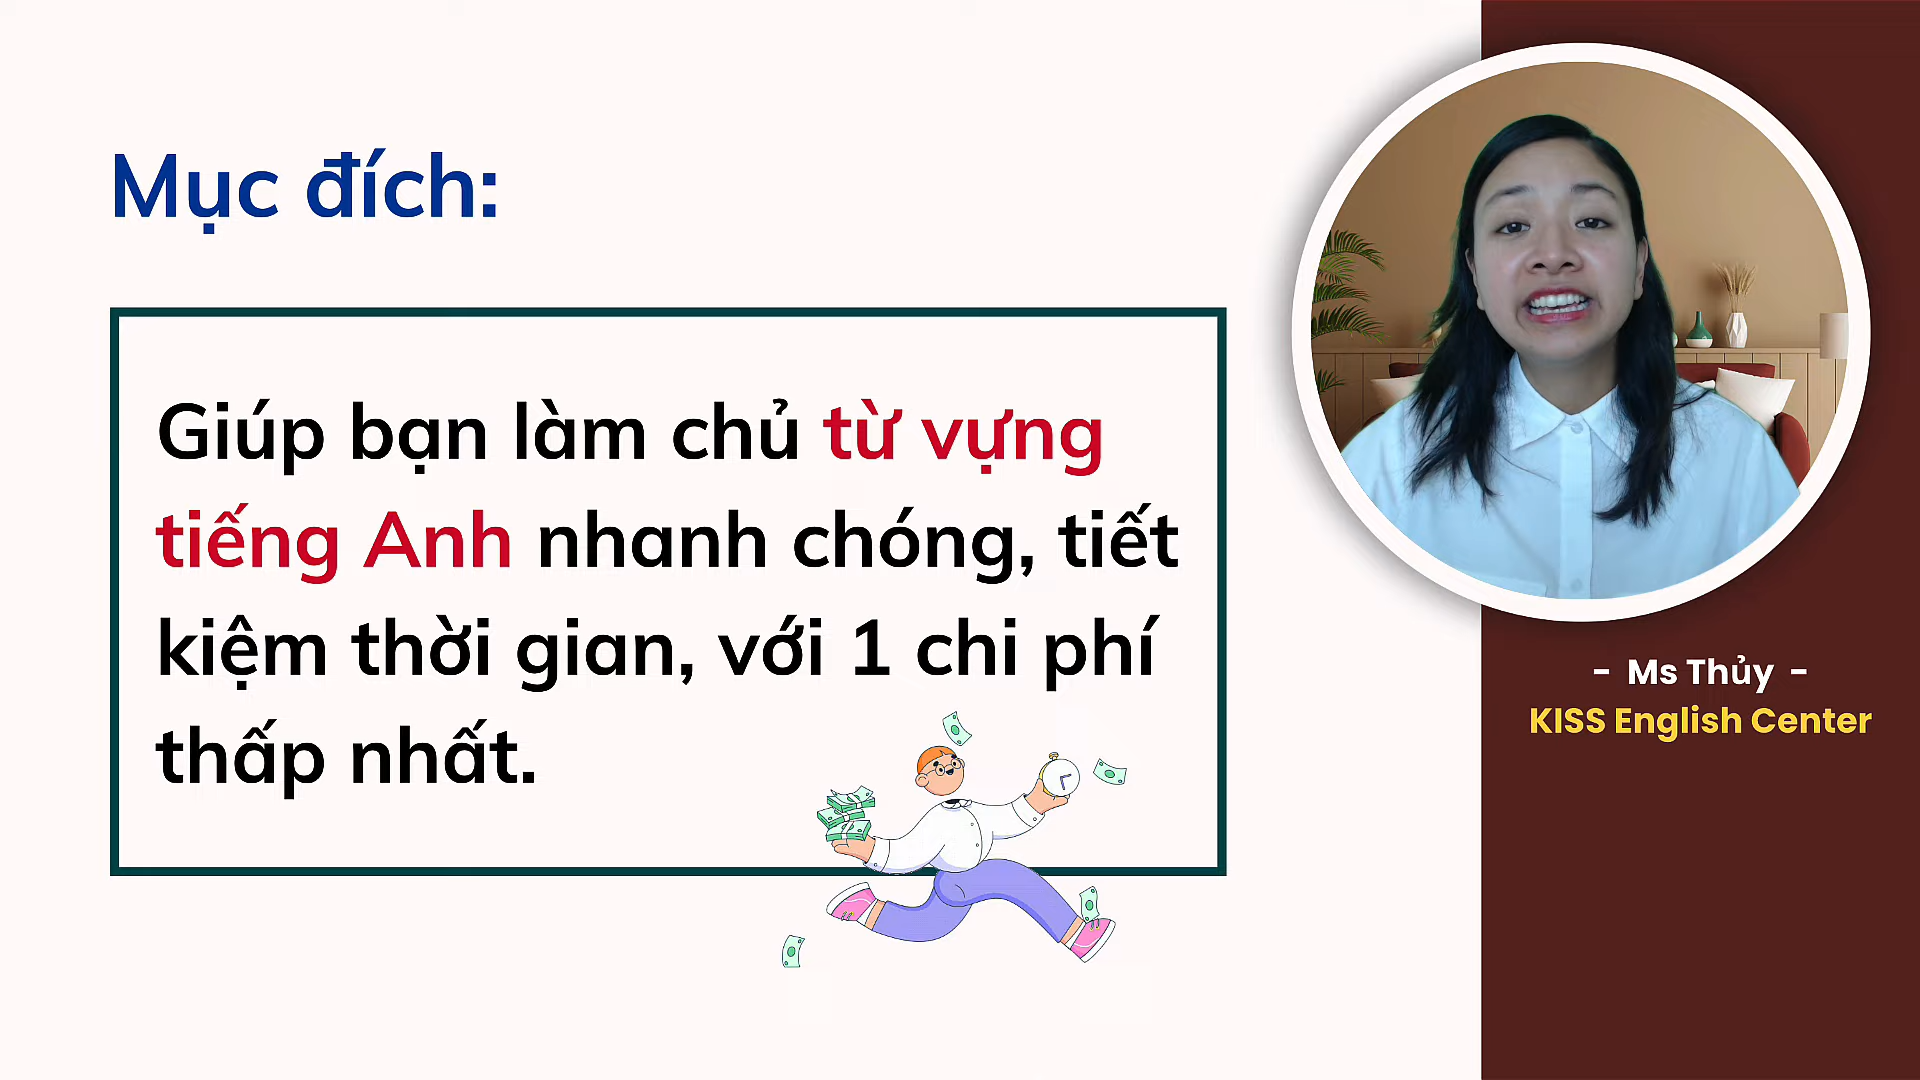 Mục đích:
Giúp bạn làm chủ từ vựng
tiếng Anh nhanh chóng, tiết
kiệm thời gian, với 1 chi phí
thấp nhất.
- Ms Thủy -
KISS English Center